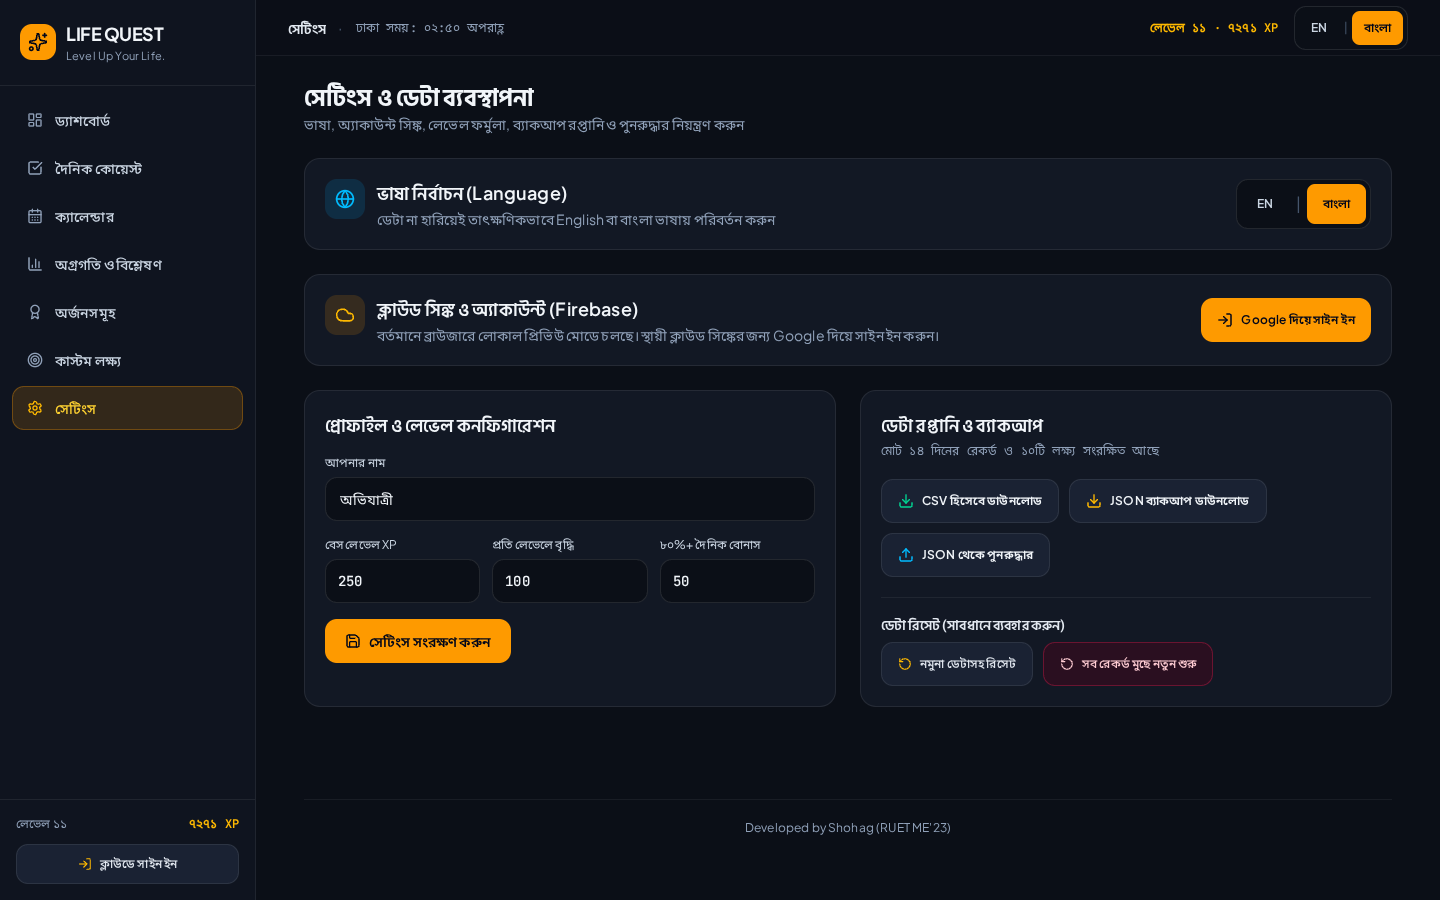 LIFE QUEST
Level Up Your Life.
ড্যাশবোর্ড
দৈনিক কোয়েস্ট
ক্যালেন্ডার
অগ্রগতি ও বিশ্লেষণ
অর্জনসমূহ
কাস্টম লক্ষ্য
সেটিংস
লেভেল ১১ ৭২৭১ XP
ক্লাউডে সাইন ইন
সেটিংস · ঢাকা সময়: ০২:৫০ অপরাহ্ণ
লেভেল ১১ · ৭২৭১ XP
EN | বাংলা
সেটিংস ও ডেটা ব্যবস্থাপনা
ভাষা, অ্যাকাউন্ট সিঙ্ক, লেভেল ফর্মুলা, ব্যাকআপ রপ্তানি ও পুনরুদ্ধার নিয়ন্ত্রণ করুন
ভাষা নির্বাচন (Language)
ডেটা না হারিয়েই তাৎক্ষণিকভাবে English বা বাংলা ভাষায় পরিবর্তন করুন
EN | বাংলা
ক্লাউড সিঙ্ক ও অ্যাকাউন্ট (Firebase)
বর্তমানে ব্রাউজারে লোকাল প্রিভিউ মোডে চলছে। স্থায়ী ক্লাউড সিঙ্কের জন্য Google দিয়ে সাইন ইন করুন।
Google দিয়ে সাইন ইন
প্রোফাইল ও লেভেল কনফিগারেশন
আপনার নাম
অভিযাত্রী
বেস লেভেল XP প্রতি লেভেলে বৃদ্ধি ৮০%+ দৈনিক বোনাস
250 100 50
সেটিংস সংরক্ষণ করুন
ডেটা রপ্তানি ও ব্যাকআপ
মোট ১৪ দিনের রেকর্ড ও ১০টি লক্ষ্য সংরক্ষিত আছে
CSV হিসেবে ডাউনলোড JSON ব্যাকআপ ডাউনলোড
JSON থেকে পুনরুদ্ধার
ডেটা রিসেট (সাবধানে ব্যবহার করুন)
নমুনা ডেটাসহ রিসেট সব রেকর্ড মুছে নতুন শুরু
Developed by Shohag (RUET ME'23)